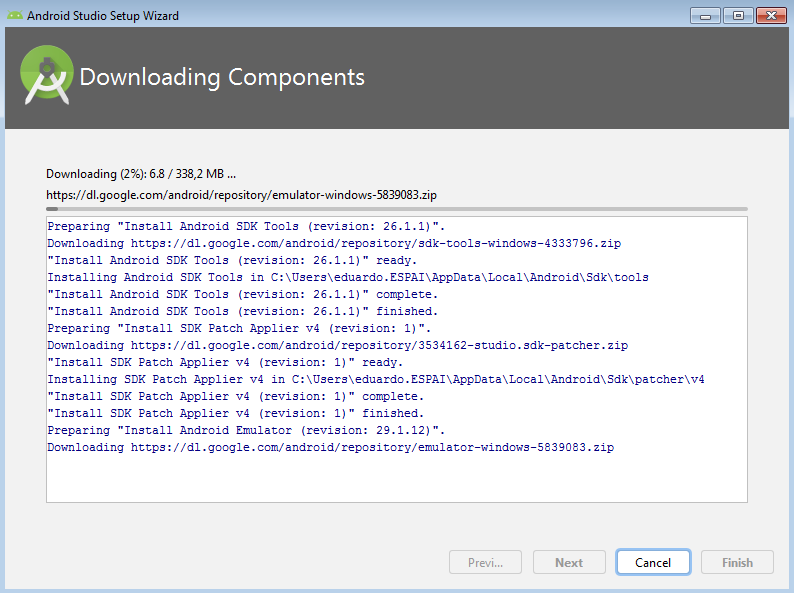 Android Studio Setup Wizard
Downloading Components
Downloading (2%): 6.8 / 338,2 MB ...
https://dl.google.com/android/repository/emulator-windows-5839083.zip
Preparing "Install Android SDK Tools (revision: 26.1.1)".
Downloading https://dl.google.com/android/repository/sdk-tools-windows-4333796.zip
"Install Android SDK Tools (revision: 26.1.1)" ready.
Installing Android SDK Tools in C:\Users\eduardo.ESPAI\AppData\Local\Android\Sdk\tools
"Install Android SDK Tools (revision: 26.1.1)" complete.
"Install Android SDK Tools (revision: 26.1.1)" finished.
Preparing "Install SDK Patch Applier v4 (revision: 1)".
Downloading https://dl.google.com/android/repository/3534162-studio.sdk-patcher.zip
"Install SDK Patch Applier v4 (revision: 1)" ready.
Installing SDK Patch Applier v4 in C:\Users\eduardo.ESPAI\AppData\Local\Android\Sdk\patcher\v4
"Install SDK Patch Applier v4 (revision: 1)" complete.
"Install SDK Patch Applier v4 (revision: 1)" finished.
Preparing "Install Android Emulator (revision: 29.1.12)".
Downloading https://dl.google.com/android/repository/emulator-windows-5839083.zip
Previ... Next Cancel Finish